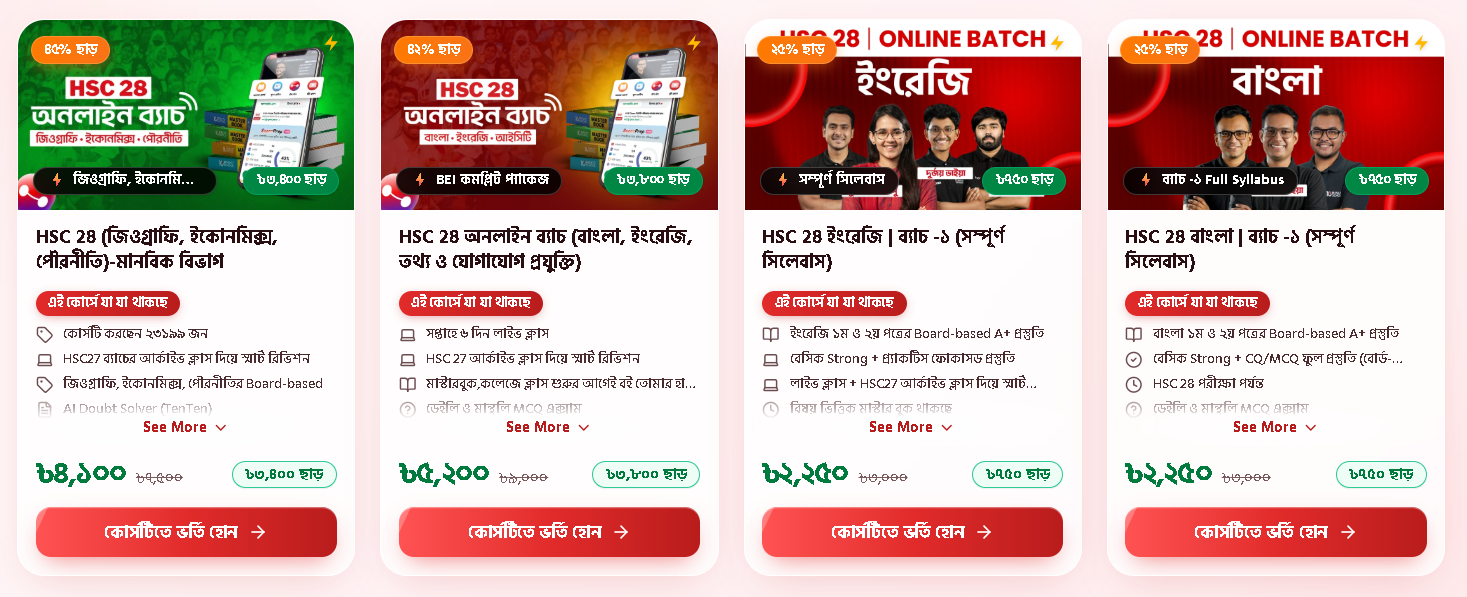 ৪৫% ছাড়
HSC 28
অনলাইন ব্যাচ
জিওগ্রাফি • ইকোনমিক্স • পৌরনীতি
জিওগ্রাফি, ইকোনমি...
৳৩,৪০০ ছাড়
HSC 28 (জিওগ্রাফি, ইকোনমিক্স,
পৌরনীতি)-মানবিক বিভাগ
এই কোর্সে যা যা থাকছে
কোর্সটি করছেন ২৩১৯৯ জন
HSC27 ব্যাচের আর্কাইভ ক্লাস দিয়ে স্মার্ট রিভিশন
জিওগ্রাফি, ইকোনমিক্স, পৌরনীতির Board-based
AI Doubt Solver (TenTen)
See More
৳৪,১০০ ৳৭,৫০০ ৳৩,৪০০ ছাড়
কোর্সটিতে ভর্তি হোন
৪২% ছাড়
HSC 28
অনলাইন ব্যাচ
বাংলা • ইংরেজি • আইসিটি
BEI কমপ্লিট প্যাকেজ
৳৩,৮০০ ছাড়
HSC 28 অনলাইন ব্যাচ (বাংলা, ইংরেজি,
তথ্য ও যোগাযোগ প্রযুক্তি)
এই কোর্সে যা যা থাকছে
সপ্তাহে ৬ দিন লাইভ ক্লাস
HSC 27 আর্কাইভ ক্লাস দিয়ে স্মার্ট রিভিশন
মাস্টারবুক,কলেজে ক্লাস শুরুর আগেই বই তোমার হা...
ডেইলি ও মান্থলি MCQ এক্সাম
See More
৳৫,২০০ ৳৯,০০০ ৳৩,৮০০ ছাড়
কোর্সটিতে ভর্তি হোন
২৫% ছাড়
28 | ONLINE BATCH
ইংরেজি
দুর্জয় ভাইয়া
সম্পূর্ণ সিলেবাস
৳৭৫০ ছাড়
HSC 28 ইংরেজি | ব্যাচ -১ (সম্পূর্ণ
সিলেবাস)
এই কোর্সে যা যা থাকছে
ইংরেজি ১ম ও ২য় পত্রের Board-based A+ প্রস্তুতি
বেসিক Strong + প্র্যাকটিস ফোকাসড প্রস্তুতি
লাইভ ক্লাস + HSC27 আর্কাইভ ক্লাস দিয়ে স্মার্ট...
বিষয় ভিত্তিক মাস্টার বুক থাকছে
See More
৳২,২৫০ ৳৩,০০০ ৳৭৫০ ছাড়
কোর্সটিতে ভর্তি হোন
২৫% ছাড়
28 | ONLINE BATCH
বাংলা
ব্যাচ -১ Full Syllabus
৳৭৫০ ছাড়
HSC 28 বাংলা | ব্যাচ -১ (সম্পূর্ণ
সিলেবাস)
এই কোর্সে যা যা থাকছে
বাংলা ১ম ও ২য় পত্রের Board-based A+ প্রস্তুতি
বেসিক Strong + CQ/MCQ ফুল প্রস্তুতি (বোর্ড-...
HSC 28 পরীক্ষা পর্যন্ত
ডেইলি ও মান্থলি MCQ এক্সাম
See More
৳২,২৫০ ৳৩,০০০ ৳৭৫০ ছাড়
কোর্সটিতে ভর্তি হোন